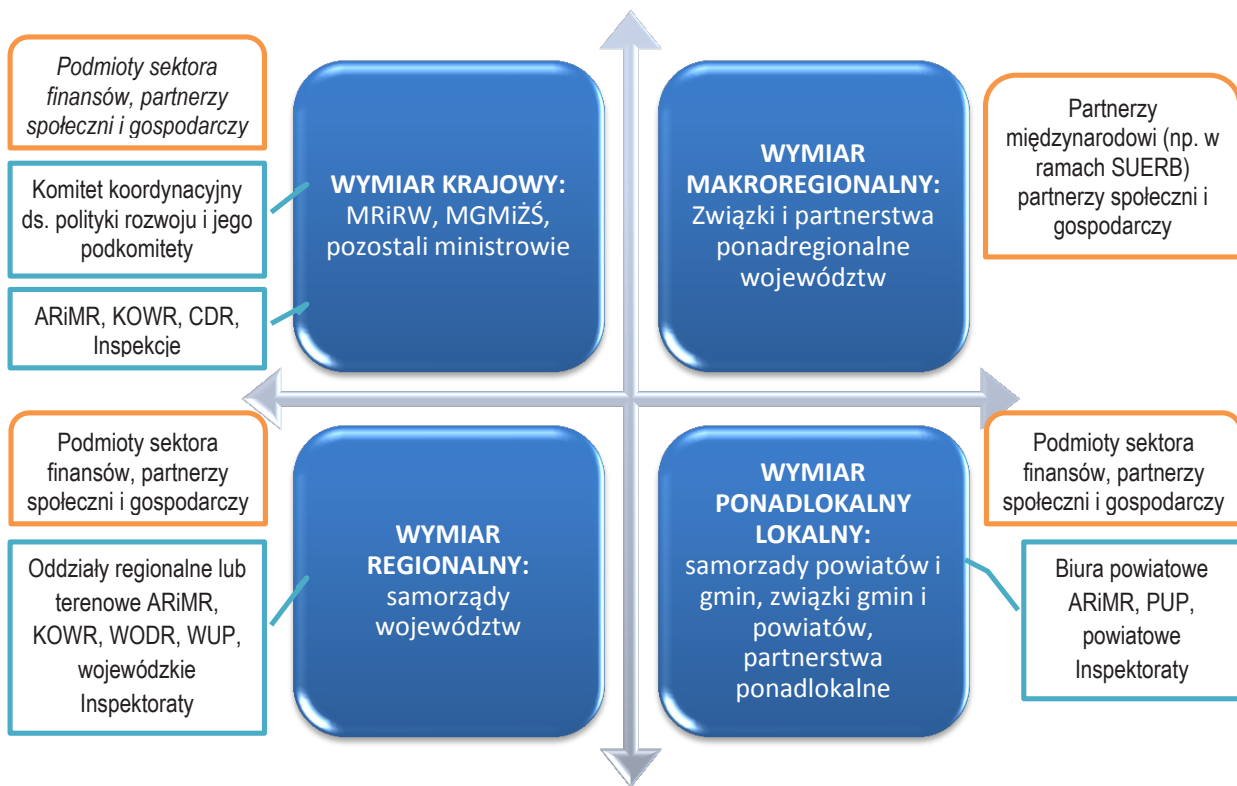 Podmioty sektora
finansów, partnerzy
społeczni i gospodarczy
Komitet koordynacyjny
ds. polityki rozwoju i jego
podkomitety
ARiMR, KOWR, CDR,
Inspekcje
WYMIAR KRAJOWY:
MRiRW, MGMiŻŚ,
pozostali ministrowie
WYMIAR
MAKROREGIONALNY:
Związki i partnerstwa
ponadregionalne
województw
Partnerzy
międzynarodowi (np. w
ramach SUERB)
partnerzy społeczni i
gospodarczy
Podmioty sektora
finansów, partnerzy
społeczni i gospodarczy
Oddziały regionalne lub
terenowe ARiMR,
KOWR, WODR, WUP,
wojewódzkie
Inspektoraty
WYMIAR
REGIONALNY:
samorządy
województw
WYMIAR
PONADLOKALNY
LOKALNY:
samorzady powiatów i
gmin, związki gmin i
powiatów,
partnerstwa
ponadlokalne
Podmioty sektora
finansów, partnerzy
społeczni i gospodarczy
Biura powiatowe
ARiMR, PUP,
powiatowe
Inspektoraty